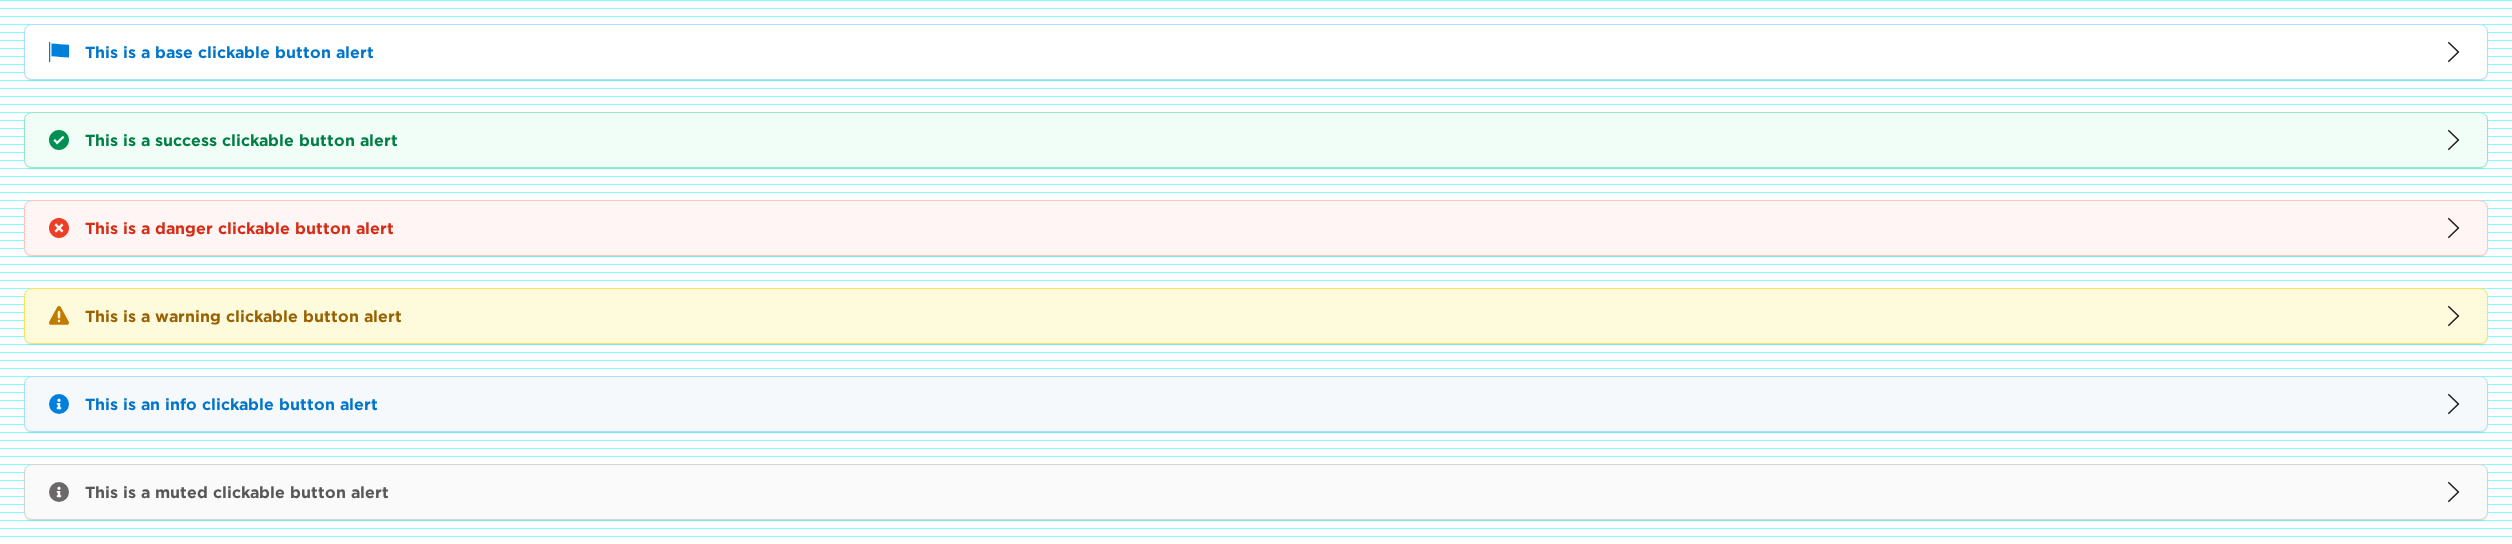 This is a base clickable button alert
This is a success clickable button alert
This is a danger clickable button alert
This is a warning clickable button alert
This is an info clickable button alert
This is a muted clickable button alert